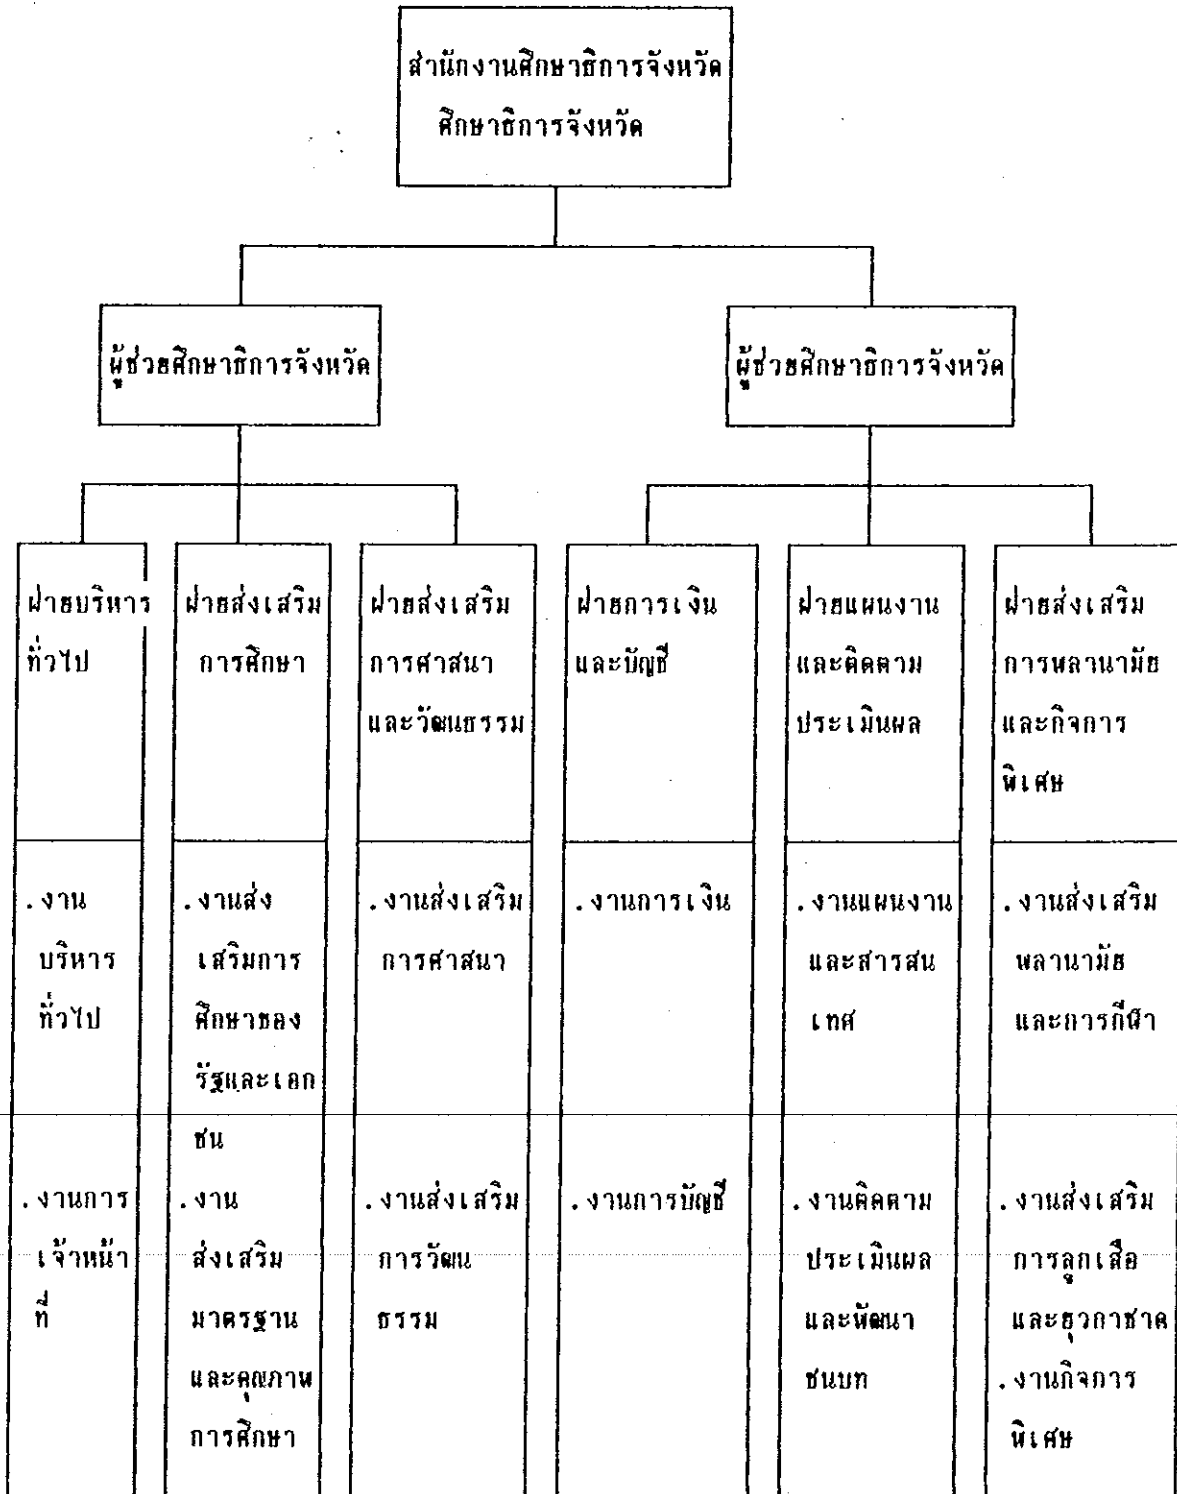 สำนักงานศึกษาธิการจังหวัด
ศึกษาธิการจังหวัด
ผู้ช่วยศึกษาธิการจังหวัด
ผู้ช่วยศึกษาธิการจังหวัด
ฝ่ายบริหาร
ทั่วไป
.งาน
บริหาร
ทั่วไป
.งานการ
เจ้าหน้า
ที่
ฝ่ายส่งเสริม
การศึกษา
.งานส่ง
เสริมการ
ศึกษาของ
รัฐและเอก
ชน
.งาน
ส่งเสริม
มาตรฐาน
และคุณภาพ
การศึกษา
ฝ่ายส่งเสริม
การศาสนา
และวัฒนธรรม
.งานส่งเสริม
การศาสนา
.งานส่งเสริม
การวัฒน
ธรรม
ฝ่ายการเงิน
และบัญชี
.งานการเงิน
.งานการบัญชี
ฝ่ายแผนงาน
และติดตาม
ประเมินผล
.งานแผนงาน
และสารสน
เทศ
.งานติดตาม
ประเมินผล
และพัฒนา
ชนบท
ฝ่ายส่งเสริม
การพลานามัย
และกิจการ
พิเศษ
.งานส่งเสริม
พลานามัย
และการกีฬา
.งานส่งเสริม
การลูกเสือ
และยุวกาชาด
.งานกิจการ
พิเศษ